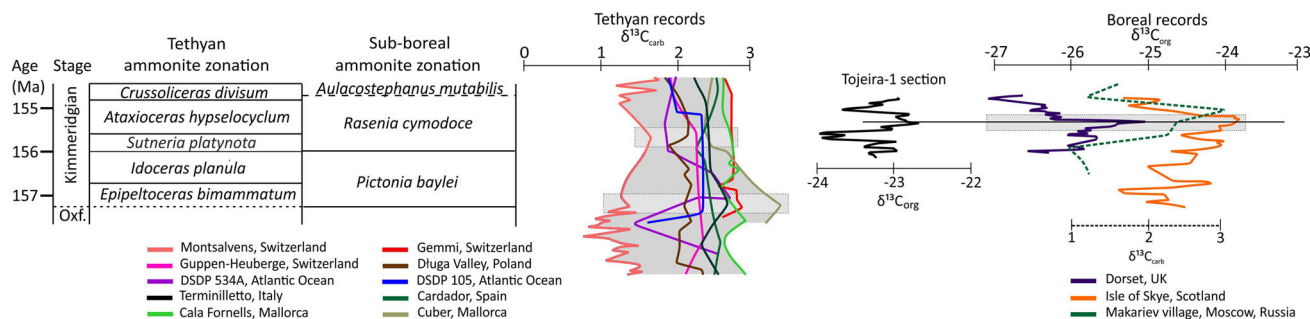 Tethyan records
δ13Ccarb
0 1 2 3 4
Boreal records
δ13Corg
-27 -26 -25 -24 -23
Age
(Ma)
Stage
Tethyan
ammonite zonation
Sub-boreal
ammonite zonation
155
156
157
Kimmeridgian
Oxf.
Crussoliceras divisum
Ataxioceras hypselocyclum
Sutneria platynota
Idoceras planula
Epipeltoceras bimammatum
Aulacostephanus mutabilis
Rasenia cymodoce
Pictonia baylei
Tojeira-1 section
-24 -23 -22
δ13Corg
1 2 3
δ13Ccarb
Montsalvens, Switzerland
Guppen-Heuberge, Switzerland
DSDP 534A, Atlantic Ocean
Terminilletto, Italy
Cala Fornells, Mallorca
Gemmi, Switzerland
Dluga Valley, Poland
DSDP 105, Atlantic Ocean
Cardador, Spain
Cuber, Mallorca
Dorset, UK
Isle of Skye, Scotland
Makariev village, Moscow, Russia